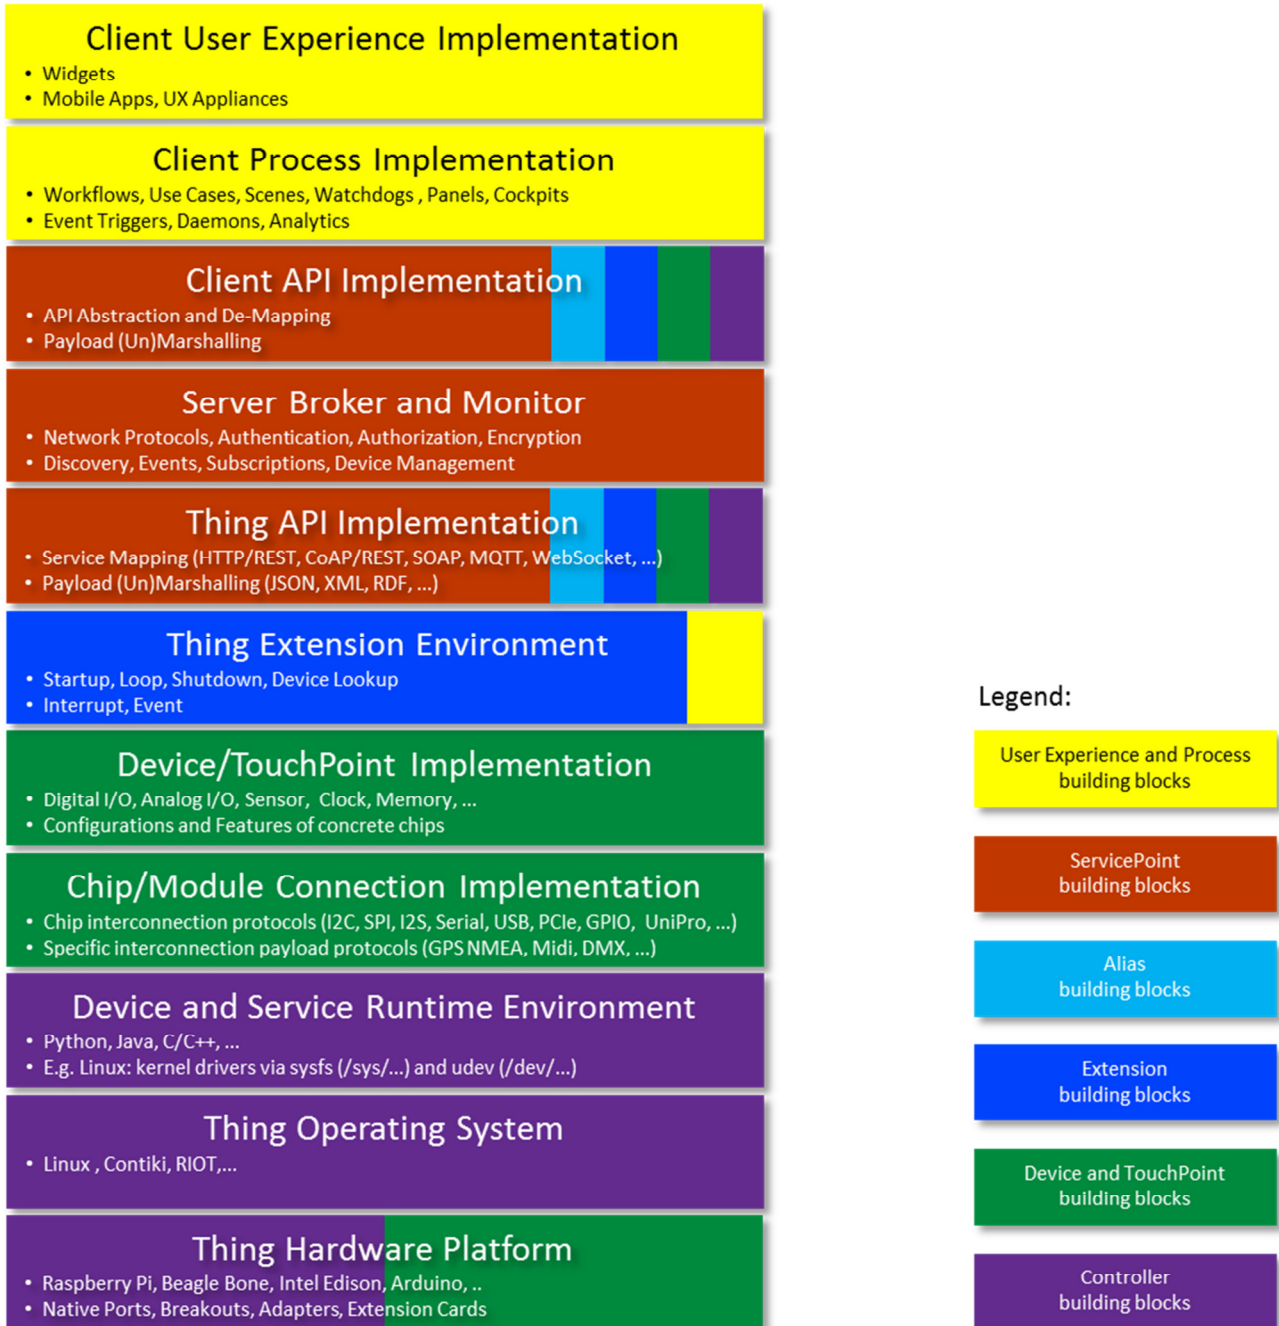 Client User Experience Implementation
• Widgets
• Mobile Apps, UX Appliances
Client Process Implementation
• Workflows, Use Cases, Scenes, Watchdogs , Panels, Cockpits
• Event Triggers, Daemons, Analytics
Client API Implementation
• API Abstraction and De-Mapping
• Payload (Un)Marshalling
Server Broker and Monitor
• Network Protocols, Authentication, Authorization, Encryption
• Discovery, Events, Subscriptions, Device Management
Thing API Implementation
• Service Mapping (HTTP/REST, CoAP/REST, SOAP, MQTT, WebSocket, ...)
• Payload (Un)Marshalling (JSON, XML, RDF, ...)
Thing Extension Environment
• Startup, Loop, Shutdown, Device Lookup
• Interrupt, Event
Device/TouchPoint Implementation
• Digital I/O, Analog I/O, Sensor, Clock, Memory, ...
• Configurations and Features of concrete chips
Chip/Module Connection Implementation
• Chip interconnection protocols (I2C, SPI, I2S, Serial, USB, PCIe, GPIO, UniPro, ...)
• Specific interconnection payload protocols (GPS NMEA, Midi, DMX, ...)
Device and Service Runtime Environment
• Python, Java, C/C++, ...
• E.g. Linux: kernel drivers via sysfs (/sys/...) and udev (/dev/...)
Thing Operating System
• Linux , Contiki, RIOT,...
Thing Hardware Platform
• Raspberry Pi, Beagle Bone, Intel Edison, Arduino, ..
• Native Ports, Breakouts, Adapters, Extension Cards
Legend:
User Experience and Process
building blocks
ServicePoint
building blocks
Alias
building blocks
Extension
building blocks
Device and TouchPoint
building blocks
Controller
building blocks